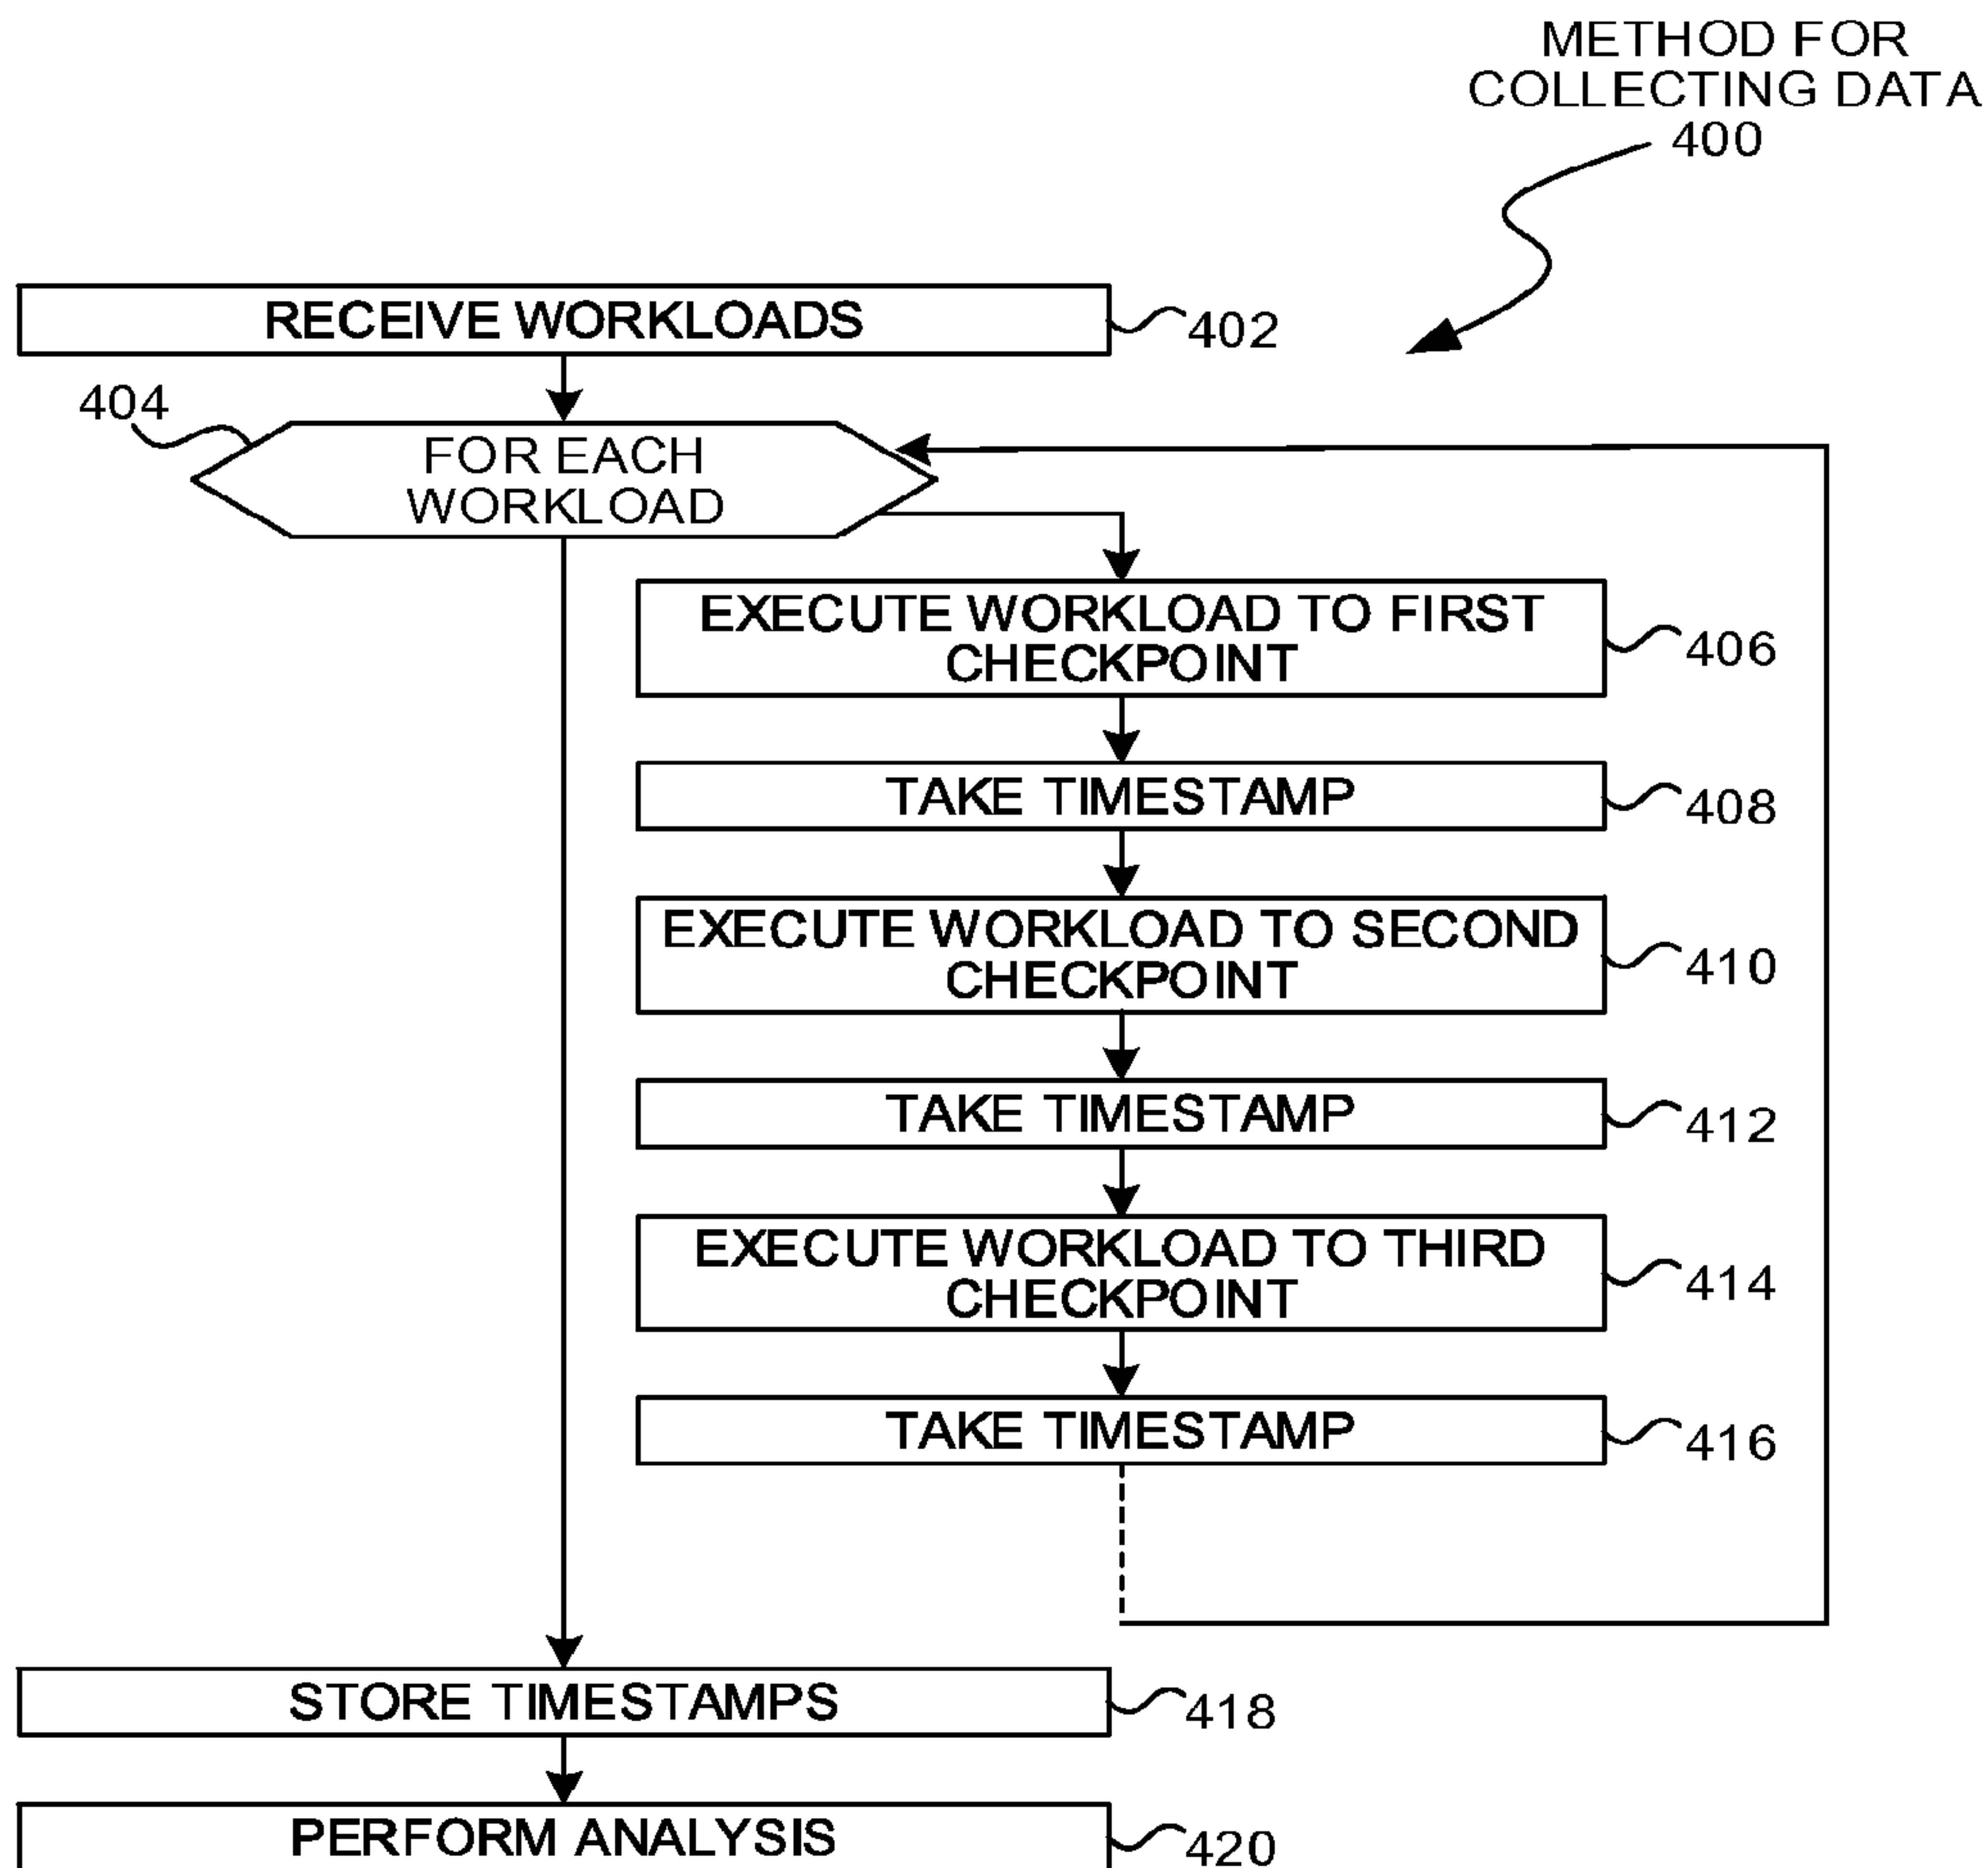 METHOD FOR
COLLECTING DATA
400
RECEIVE WORKLOADS
402
404
FOR EACH
WORKLOAD
EXECUTE WORKLOAD TO FIRST
CHECKPOINT
406
TAKE TIMESTAMP
408
EXECUTE WORKLOAD TO SECOND
CHECKPOINT
410
TAKE TIMESTAMP
412
EXECUTE WORKLOAD TO THIRD
CHECKPOINT
414
TAKE TIMESTAMP
416
STORE TIMESTAMPS
418
PERFORM ANALYSIS
420